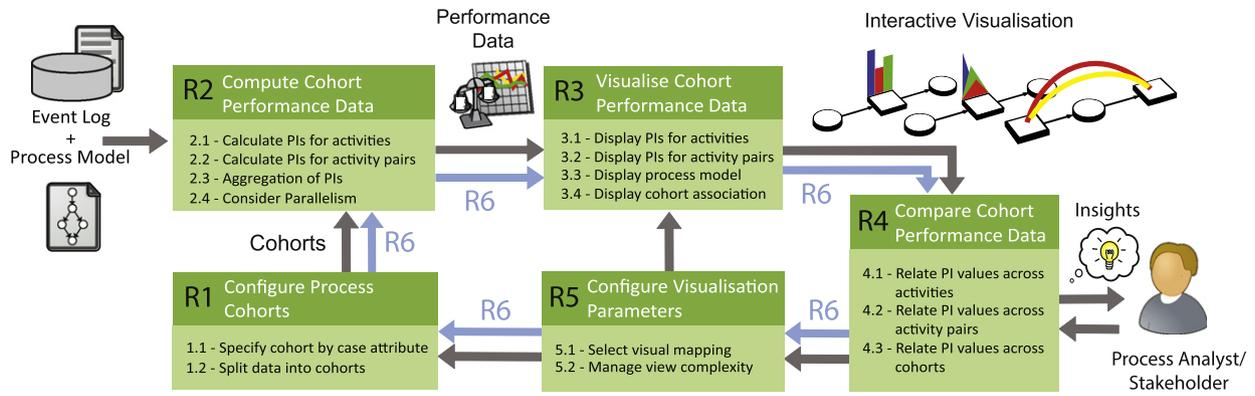 Event Log
+
Process Model
R2 Compute Cohort
Performance Data
2.1 - Calculate PIs for activities
2.2 - Calculate PIs for activity pairs
2.3 - Aggregation of PIs
2.4 - Consider Parallelism
Performance
Data
R6
R3 Visualise Cohort
Performance Data
3.1 - Display PIs for activities
3.2 - Display PIs for activity pairs
3.3 - Display process model
3.4 - Display cohort association
Interactive Visualisation
R6
R4 Compare Cohort
Performance Data
4.1 - Relate PI values across
activities
4.2 - Relate PI values across
activity pairs
4.3 - Relate PI values across
cohorts
Insights
Process Analyst/
Stakeholder
R6
R5 Configure Visualisation
Parameters
5.1 - Select visual mapping
5.2 - Manage view complexity
R6
R1 Configure Process
Cohorts
1.1 - Specify cohort by case attribute
1.2 - Split data into cohorts
Cohorts
R6